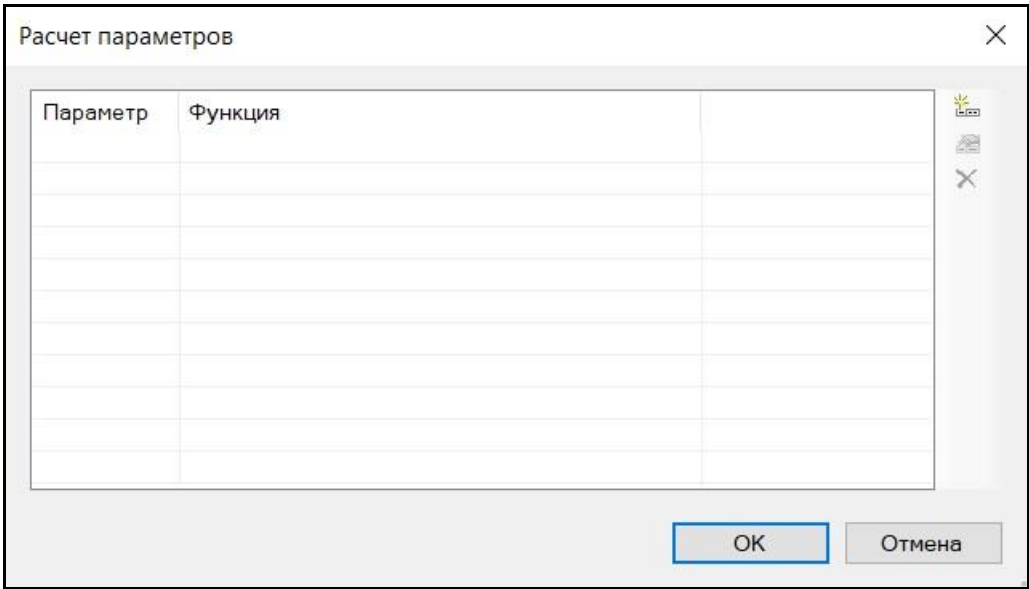 Расчет параметров
Параметр Функция
OK Отмена